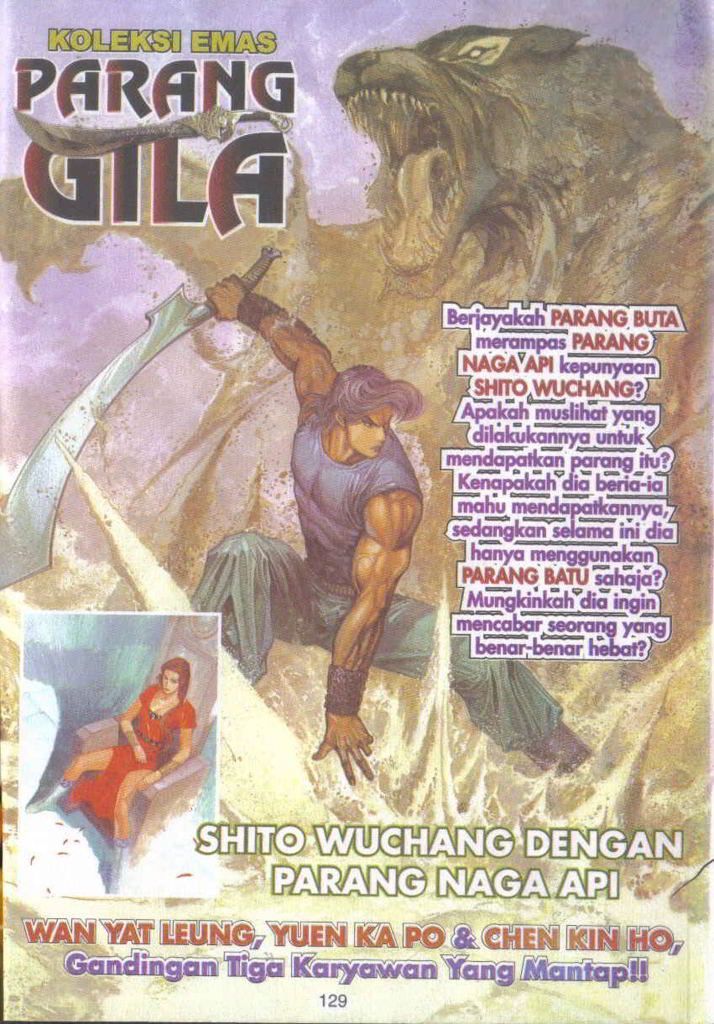 KOLEKSI EMAS
PARANG
GILA
Berjayakah PARANG BUTA
merampas PARANG
NAGA API kepunyaan
SHITO WUCHANG?
Apakah muslihat yang
dilakukannya untuk
mendapatkan parang itu?
Kenapakah dia beria-ia
mahu mendapatkannya,
sedangkan selama ini dia
hanya menggunakan
PARANG BATU sahaja?
Mungkinkah dia ingin
mencabar seorang yang
benar-benar hebat?
SHITO WUCHANG DENGAN
PARANG NAGA API
WAN YAT LEUNG, YUEN KA PO & CHEN KIN HO,
Gandingan Tiga Karyawan Yang Mantap!!
129